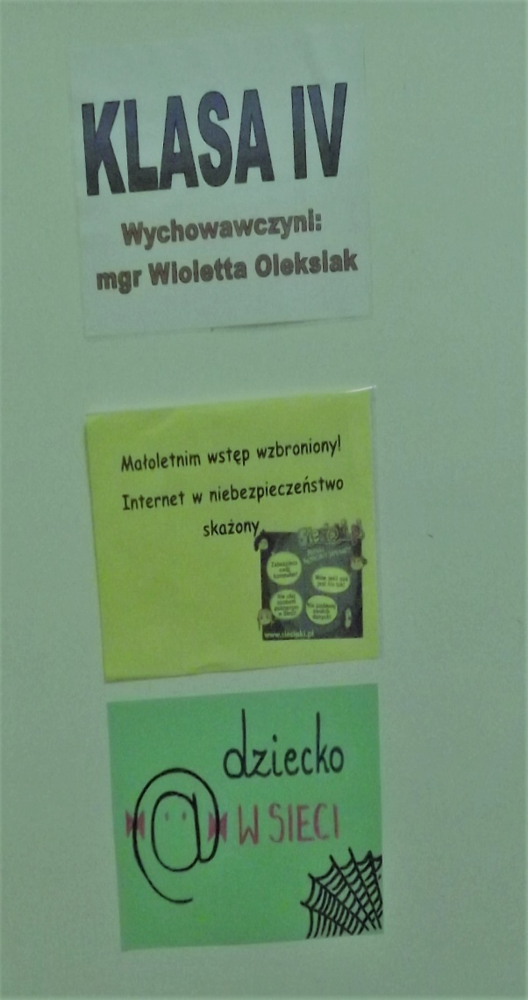 KLASA IV
Wychowawczyni:
mgr Wioletta Oleksiak
Małoletnim wstęp wzbroniony!
Internet w niebezpieczeństwo
skażony
www.sieciaki.pl
dziecko
@ W SIECI